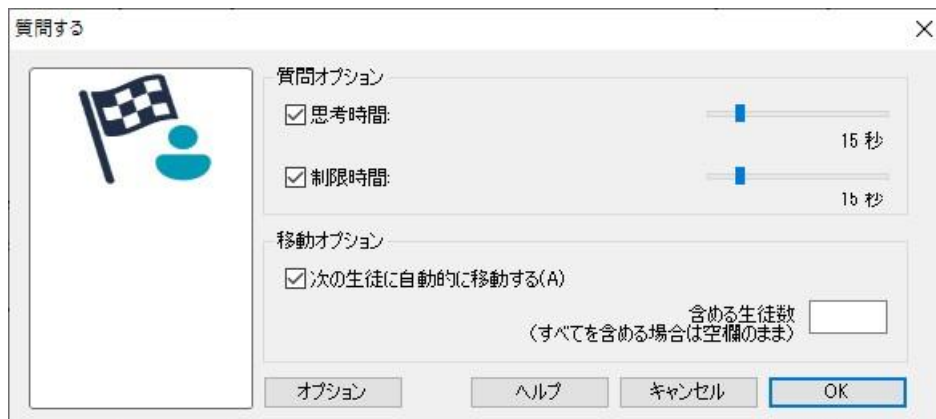 質問する
質問オプション
思考時間:
15 秒
制限時間:
15 秒
移動オプション
次の生徒に自動的に移動する(A)
含める生徒数
(すべてを含める場合は空欄のまま)
オプション
ヘルプ
キャンセル
OK